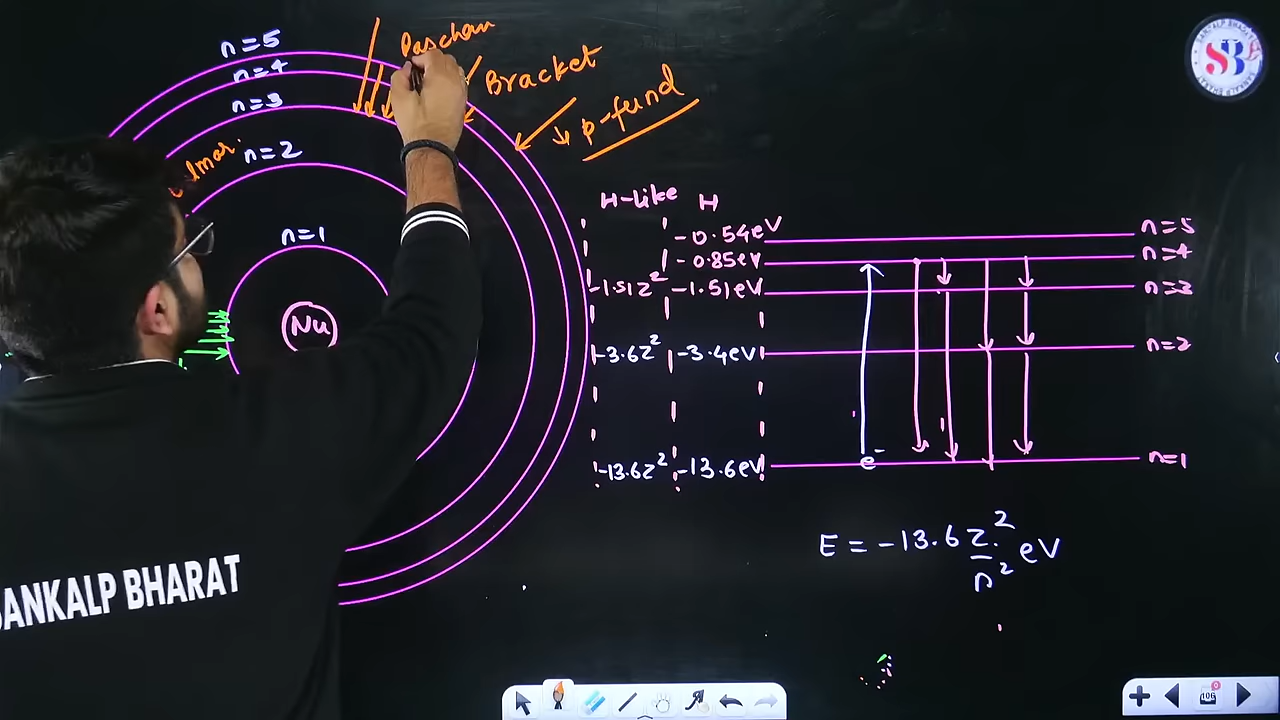 n=5
n=4
n=3
n=2
n=1
Nu
Paschan
Bracket
p-fund
H-like H
-0.54eV n=5
-0.85eV n=4
-1.51Z² -1.51eV n=3
-3.6Z² -3.4eV n=2
-13.6Z² -13.6eV n=1
e⁻
E = -13.6 Z²/n² eV
SB
SANKALP BHARAT
406